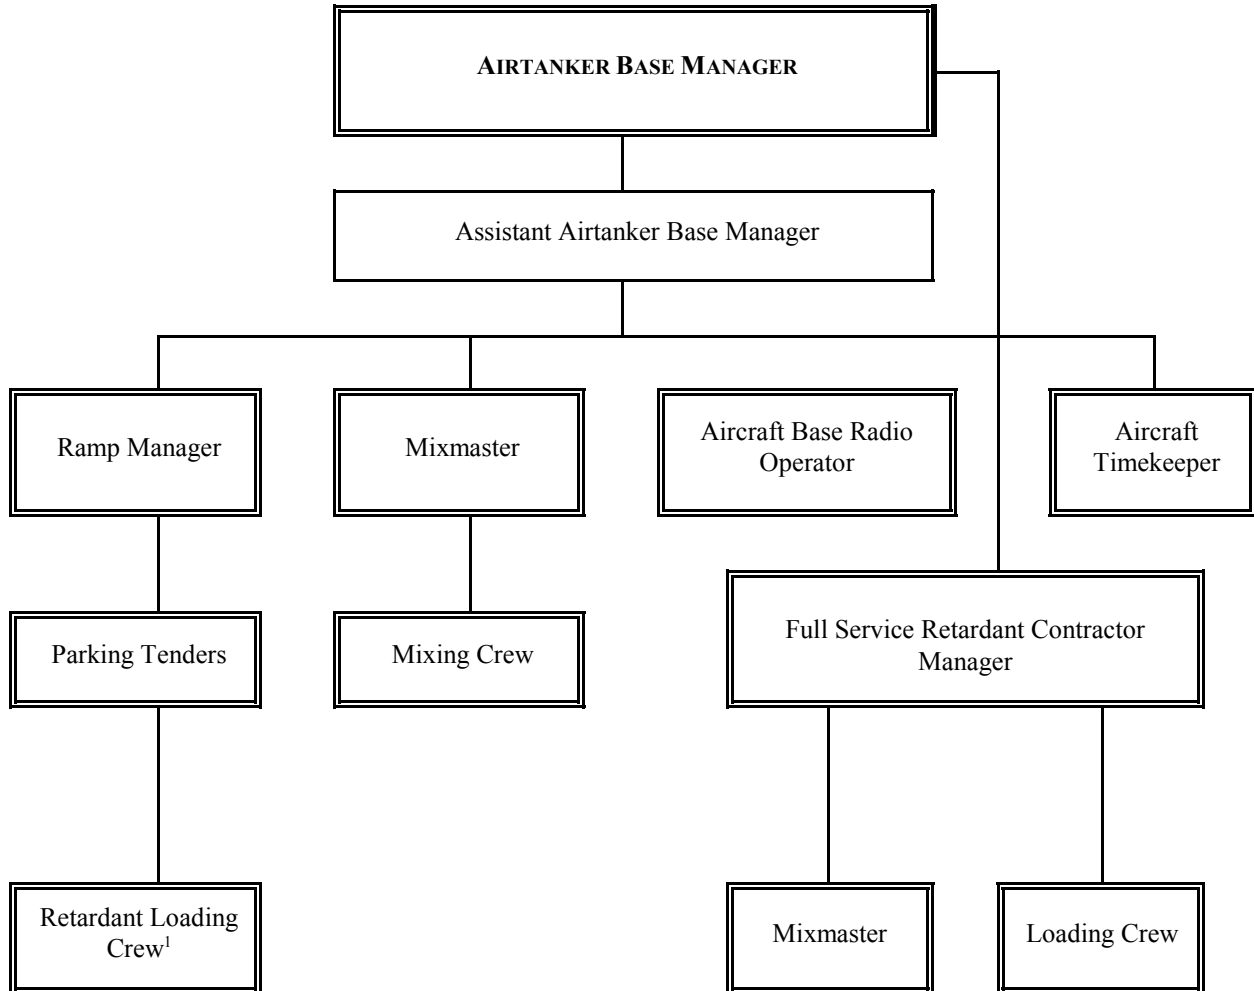 AIRTANKER BASE MANAGER
Assistant Airtanker Base Manager
Ramp Manager
Mixmaster
Aircraft Base Radio
Operator
Aircraft
Timekeeper
Parking Tenders
Mixing Crew
Full Service Retardant Contractor
Manager
Retardant Loading
Crew¹
Mixmaster
Loading Crew